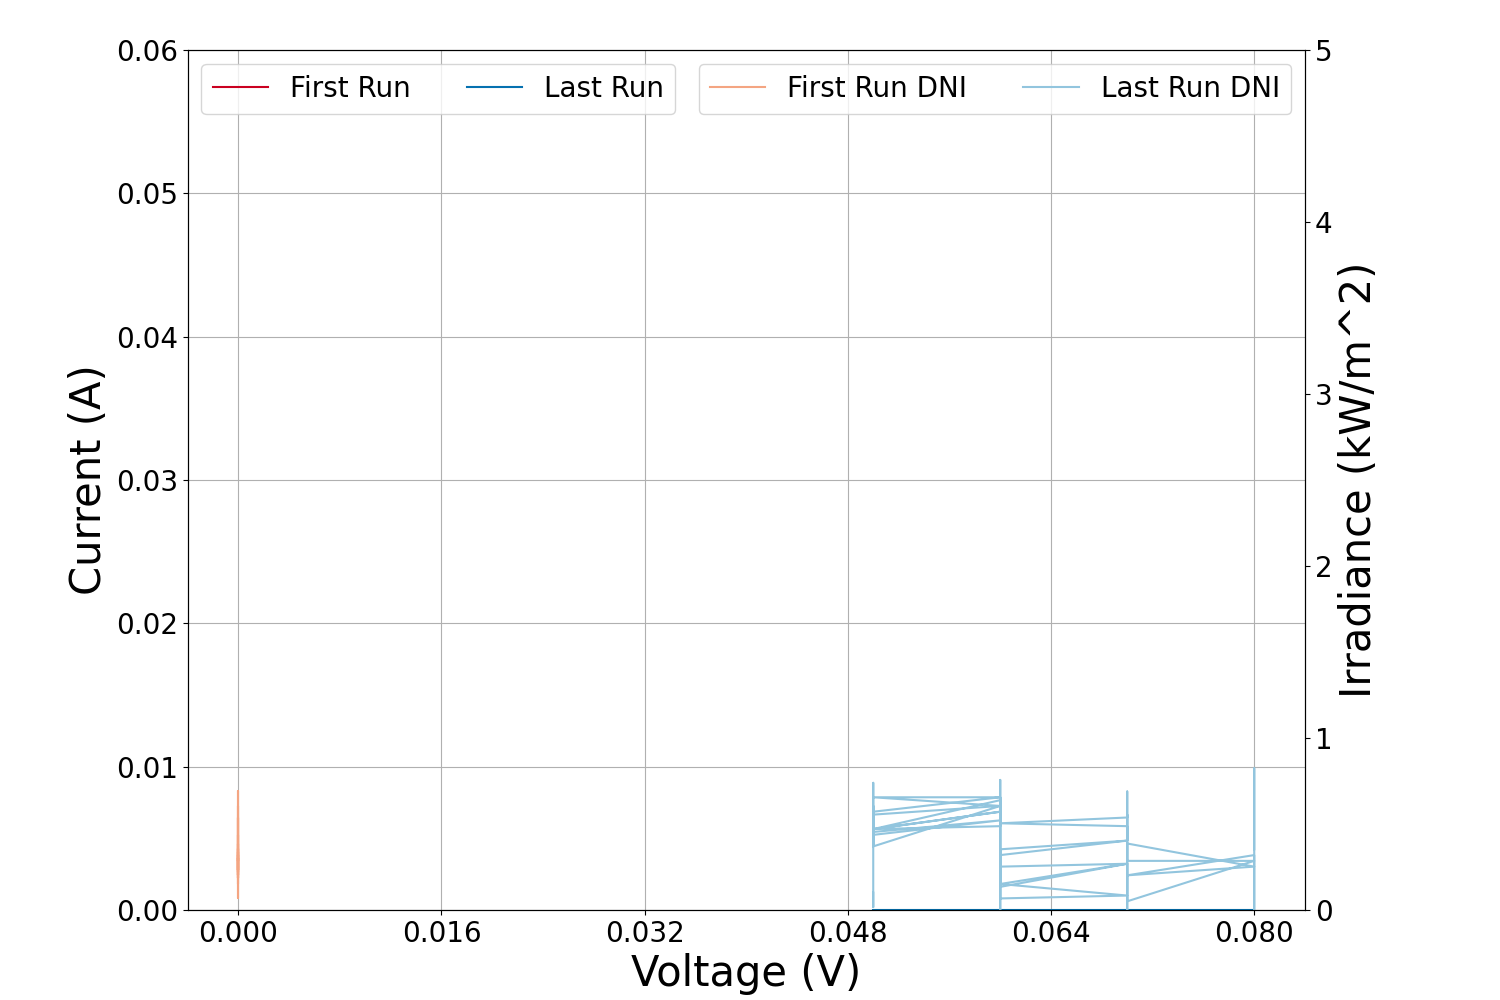 First Run
Last Run
First Run DNI
Last Run DNI
0.06
0.05
0.04
0.03
0.02
0.01
0.00
Current (A)
5
4
3
2
1
0
Irradiance (kW/m^2)
0.000
0.016
0.032
0.048
0.064
0.080
Voltage (V)